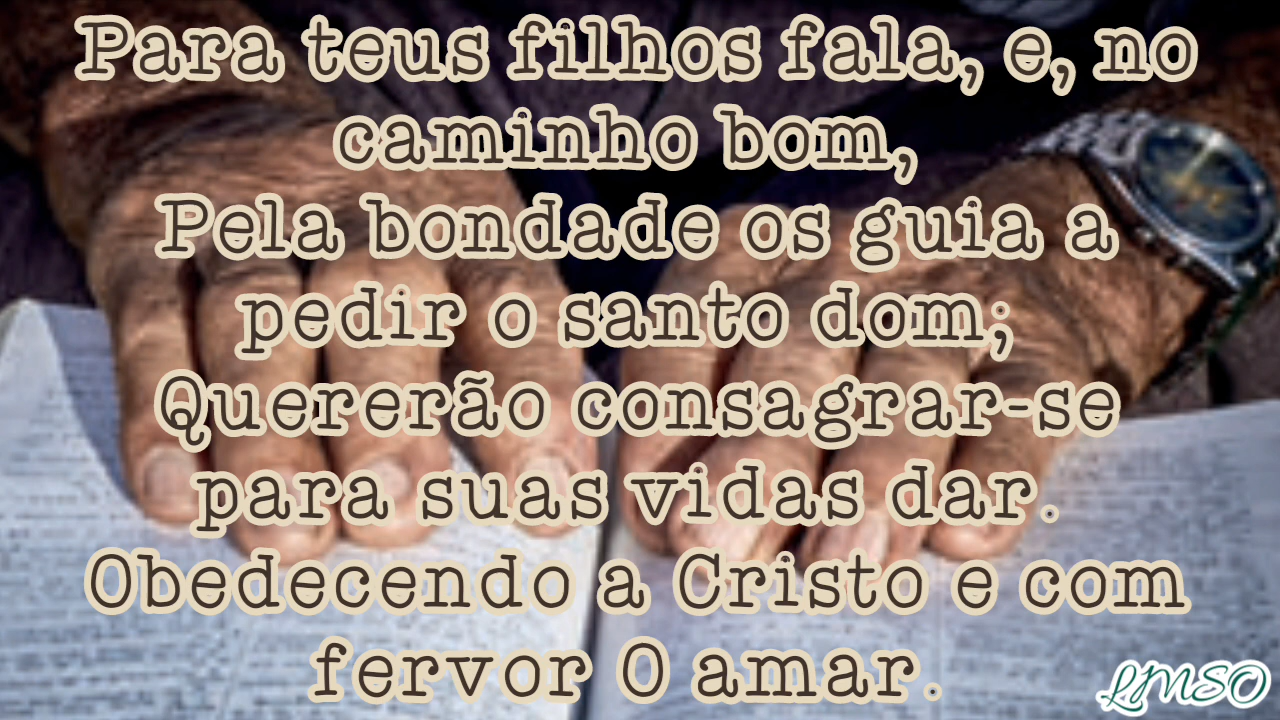 Para teus filhos fala, e, no
caminho bom,
Pela bondade os guia a
pedir o santo dom;
Quererão consagrar-se
para suas vidas dar.
Obedecendo a Cristo e com
fervor O amar.
LMSO